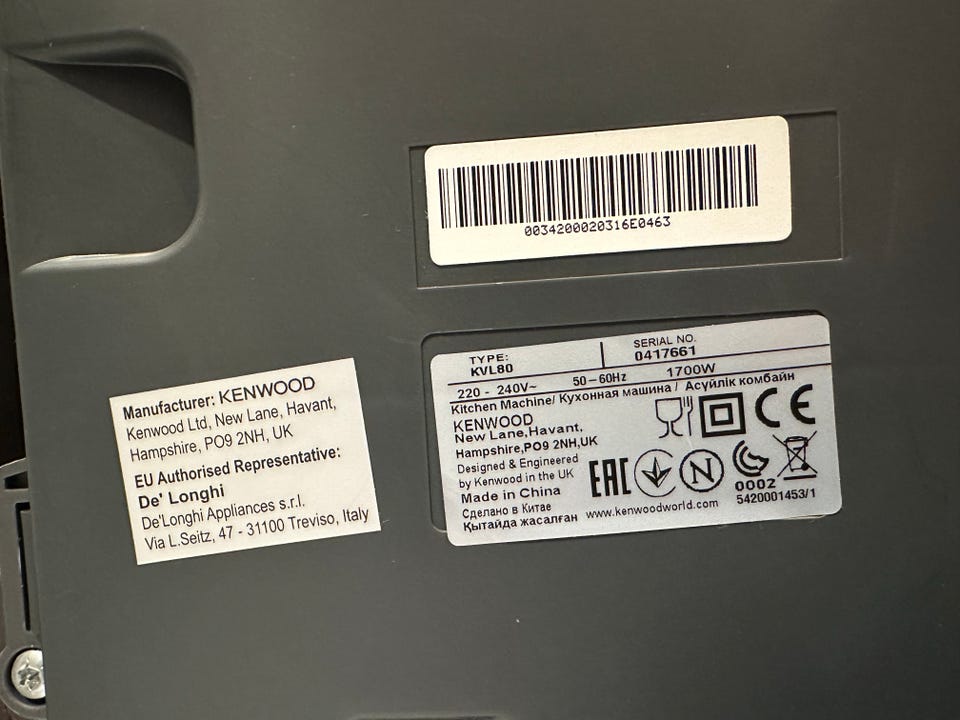 0034200020316E0463
TYPE:
KVL80
SERIAL NO.
0417661
220 - 240V~ 50-60Hz 1700W
Kitchen Machine/ Кухонная машина / Асүйлік комбайн
KENWOOD
New Lane,Havant,
Hampshire,PO9 2NH,UK
Designed & Engineered
by Kenwood in the UK
Made in China
Сделано в Китае
Қытайда жасалған
www.kenwoodworld.com
CE
EAC
N
0002
5420001453/1
Manufacturer: KENWOOD
Kenwood Ltd, New Lane, Havant,
Hampshire, PO9 2NH, UK
EU Authorised Representative:
De' Longhi
De'Longhi Appliances s.r.l.
Via L.Seitz, 47 - 31100 Treviso, Italy